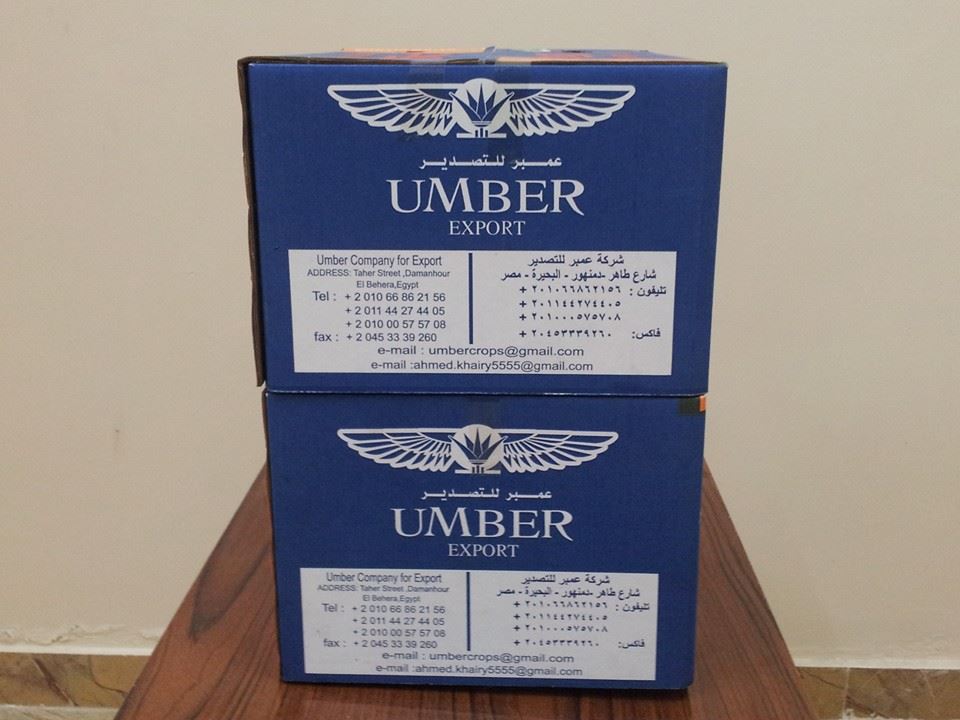 عمبر للتصدير
UMBER
EXPORT
Umber Company for Export
ADDRESS: Taher Street ,Damanhour
El Behera,Egypt
Tel : + 2 010 66 86 21 56
+ 2 011 44 27 44 05
+ 2 010 00 57 57 08
fax : + 2 045 33 39 260
شركة عمبر للتصدير
شارع طاهر -دمنهور - البحيرة - مصر
تليفون : ٢٠١٠٦٦٨٦٢١٥٦ +
٢٠١١٤٤٢٧٤٤٠٥ +
٢٠١٠٠٠٥٧٥٧٠٨ +
فاكس: ٢٠٤٥٣٣٣٩٢٦٠ +
e-mail : umbercrops@gmail.com
e-mail :ahmed.khairy5555@gmail.com
عمبر للتصدير
UMBER
EXPORT
Umber Company for Export
ADDRESS: Taher Street ,Damanhour
El Behera,Egypt
Tel : + 2 010 66 86 21 56
+ 2 011 44 27 44 05
+ 2 010 00 57 57 08
fax : + 2 045 33 39 260
شركة عمبر للتصدير
شارع طاهر -دمنهور - البحيرة - مصر
تليفون : ٢٠١٠٦٦٨٦٢١٥٦ +
٢٠١١٤٤٢٧٤٤٠٥ +
٢٠١٠٠٠٥٧٥٧٠٨ +
فاكس: ٢٠٤٥٣٣٣٩٢٦٠ +
e-mail : umbercrops@gmail.com
e-mail :ahmed.khairy5555@gmail.com